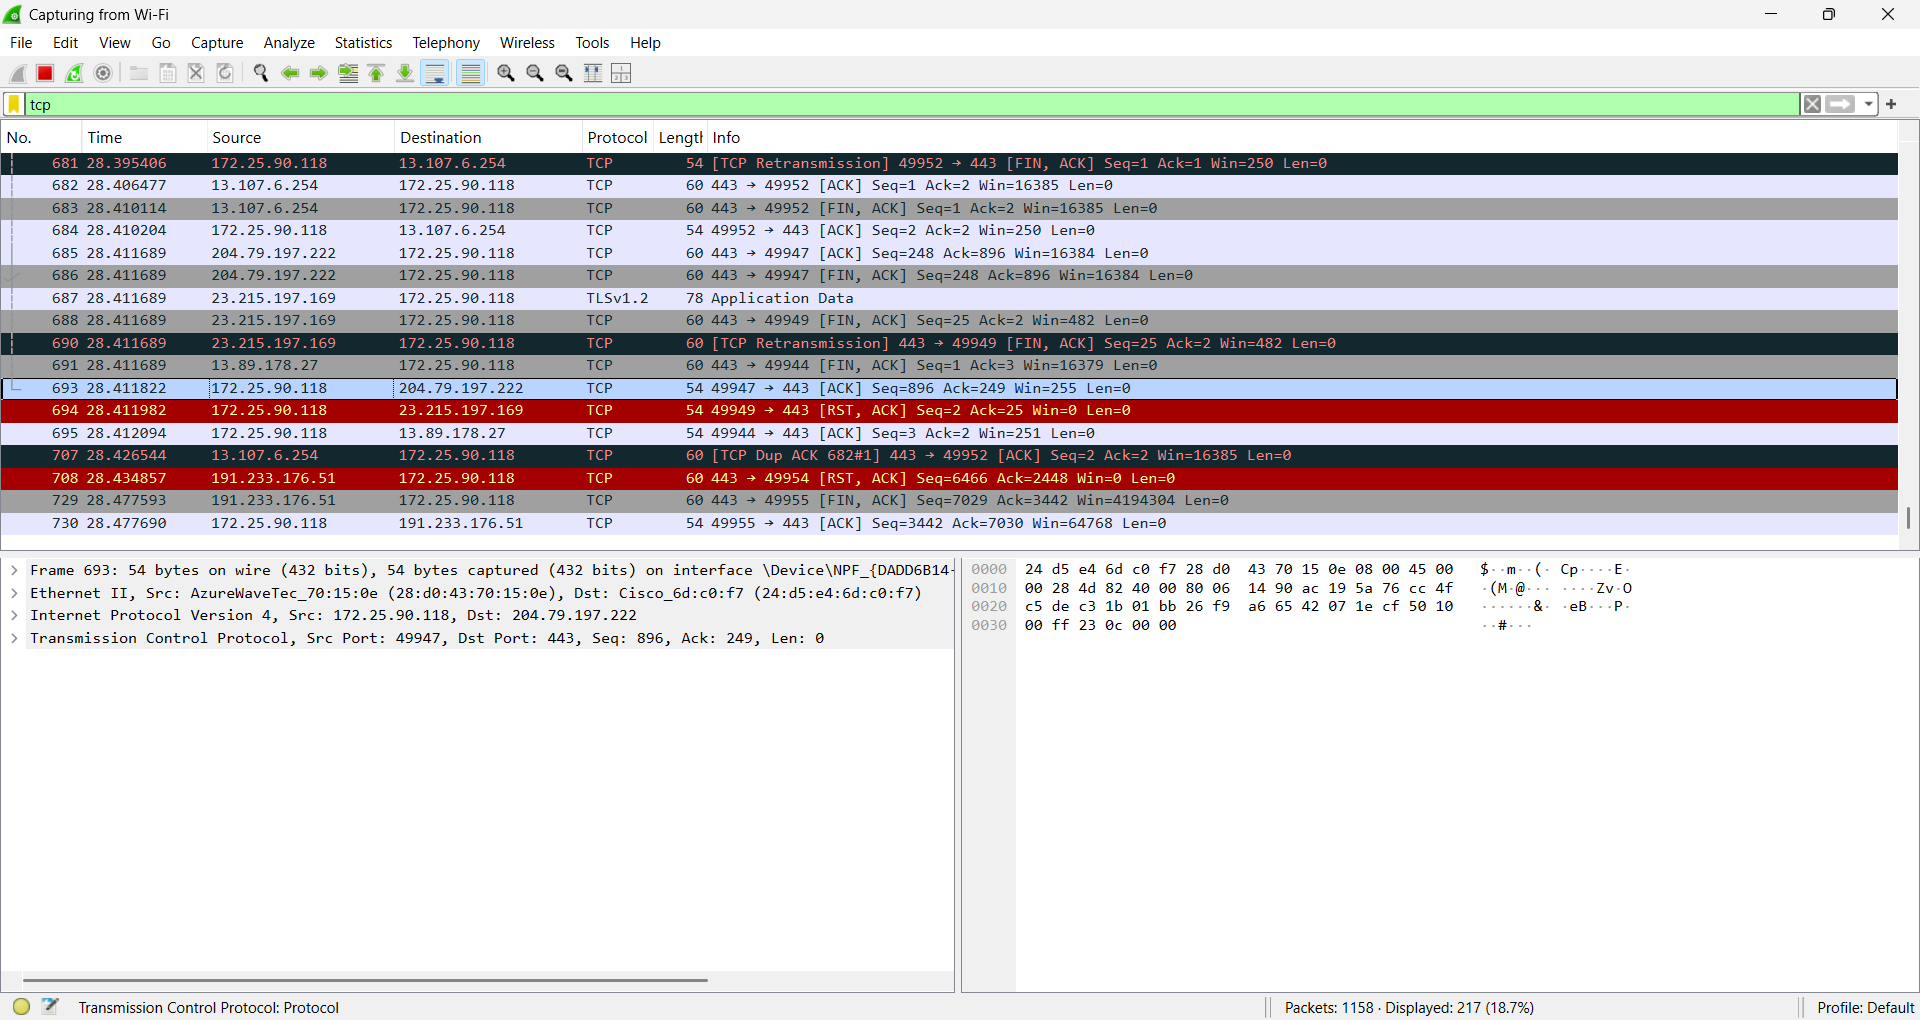 Capturing from Wi-Fi
File Edit View Go Capture Analyze Statistics Telephony Wireless Tools Help
tcp
No. Time Source Destination Protocol Length Info
681 28.395406 172.25.90.118 13.107.6.254 TCP 54 [TCP Retransmission] 49952 → 443 [FIN, ACK] Seq=1 Ack=1 Win=250 Len=0
682 28.406477 13.107.6.254 172.25.90.118 TCP 60 443 → 49952 [ACK] Seq=1 Ack=2 Win=16385 Len=0
683 28.410114 13.107.6.254 172.25.90.118 TCP 60 443 → 49952 [FIN, ACK] Seq=1 Ack=2 Win=16385 Len=0
684 28.410204 172.25.90.118 13.107.6.254 TCP 54 49952 → 443 [ACK] Seq=2 Ack=2 Win=250 Len=0
685 28.411689 204.79.197.222 172.25.90.118 TCP 60 443 → 49947 [ACK] Seq=248 Ack=896 Win=16384 Len=0
686 28.411689 204.79.197.222 172.25.90.118 TCP 60 443 → 49947 [FIN, ACK] Seq=248 Ack=896 Win=16384 Len=0
687 28.411689 23.215.197.169 172.25.90.118 TLSv1.2 78 Application Data
688 28.411689 23.215.197.169 172.25.90.118 TCP 60 443 → 49949 [FIN, ACK] Seq=25 Ack=2 Win=482 Len=0
690 28.411689 23.215.197.169 172.25.90.118 TCP 60 [TCP Retransmission] 443 → 49949 [FIN, ACK] Seq=25 Ack=2 Win=482 Len=0
691 28.411689 13.89.178.27 172.25.90.118 TCP 60 443 → 49944 [FIN, ACK] Seq=1 Ack=3 Win=16379 Len=0
693 28.411822 172.25.90.118 204.79.197.222 TCP 54 49947 → 443 [ACK] Seq=896 Ack=249 Win=255 Len=0
694 28.411982 172.25.90.118 23.215.197.169 TCP 54 49949 → 443 [RST, ACK] Seq=2 Ack=25 Win=0 Len=0
695 28.412094 172.25.90.118 13.89.178.27 TCP 54 49944 → 443 [ACK] Seq=3 Ack=2 Win=251 Len=0
707 28.426544 13.107.6.254 172.25.90.118 TCP 60 [TCP Dup ACK 682#1] 443 → 49952 [ACK] Seq=2 Ack=2 Win=16385 Len=0
708 28.434857 191.233.176.51 172.25.90.118 TCP 60 443 → 49954 [RST, ACK] Seq=6466 Ack=2448 Win=0 Len=0
729 28.477593 191.233.176.51 172.25.90.118 TCP 60 443 → 49955 [FIN, ACK] Seq=7029 Ack=3442 Win=4194304 Len=0
730 28.477690 172.25.90.118 191.233.176.51 TCP 54 49955 → 443 [ACK] Seq=3442 Ack=7030 Win=64768 Len=0
Frame 693: 54 bytes on wire (432 bits), 54 bytes captured (432 bits) on interface \Device\NPF_{DADD6B14-
Ethernet II, Src: AzureWaveTec_70:15:0e (28:d0:43:70:15:0e), Dst: Cisco_6d:c0:f7 (24:d5:e4:6d:c0:f7)
Internet Protocol Version 4, Src: 172.25.90.118, Dst: 204.79.197.222
Transmission Control Protocol, Src Port: 49947, Dst Port: 443, Seq: 896, Ack: 249, Len: 0
0000 24 d5 e4 6d c0 f7 28 d0 43 70 15 0e 08 00 45 00 $··m··(· Cp····E·
0010 00 28 4d 82 40 00 80 06 14 90 ac 19 5a 76 cc 4f ·(M·@··· ····Zv·O
0020 c5 de c3 1b 01 bb 26 f9 a6 65 42 07 1e cf 50 10 ······&· ·eB···P·
0030 00 ff 23 0c 00 00 ··#···
Transmission Control Protocol: Protocol
Packets: 1158 · Displayed: 217 (18.7%)
Profile: Default